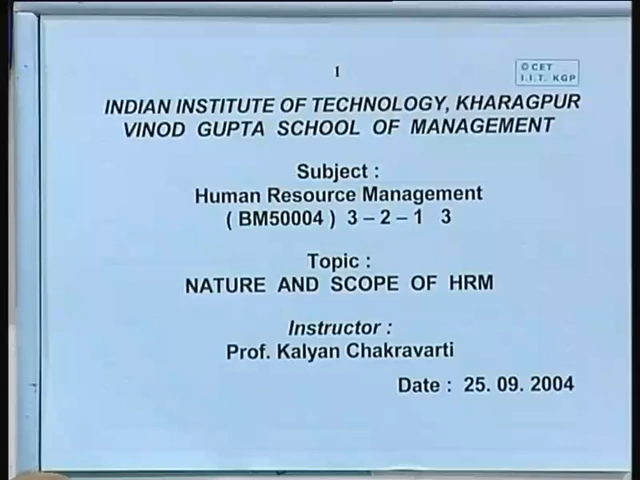 1
© CET
I.I.T. KGP
INDIAN INSTITUTE OF TECHNOLOGY, KHARAGPUR
VINOD GUPTA SCHOOL OF MANAGEMENT
Subject :
Human Resource Management
( BM50004 ) 3 – 2 – 1 3
Topic :
NATURE AND SCOPE OF HRM
Instructor :
Prof. Kalyan Chakravarti
Date : 25. 09. 2004